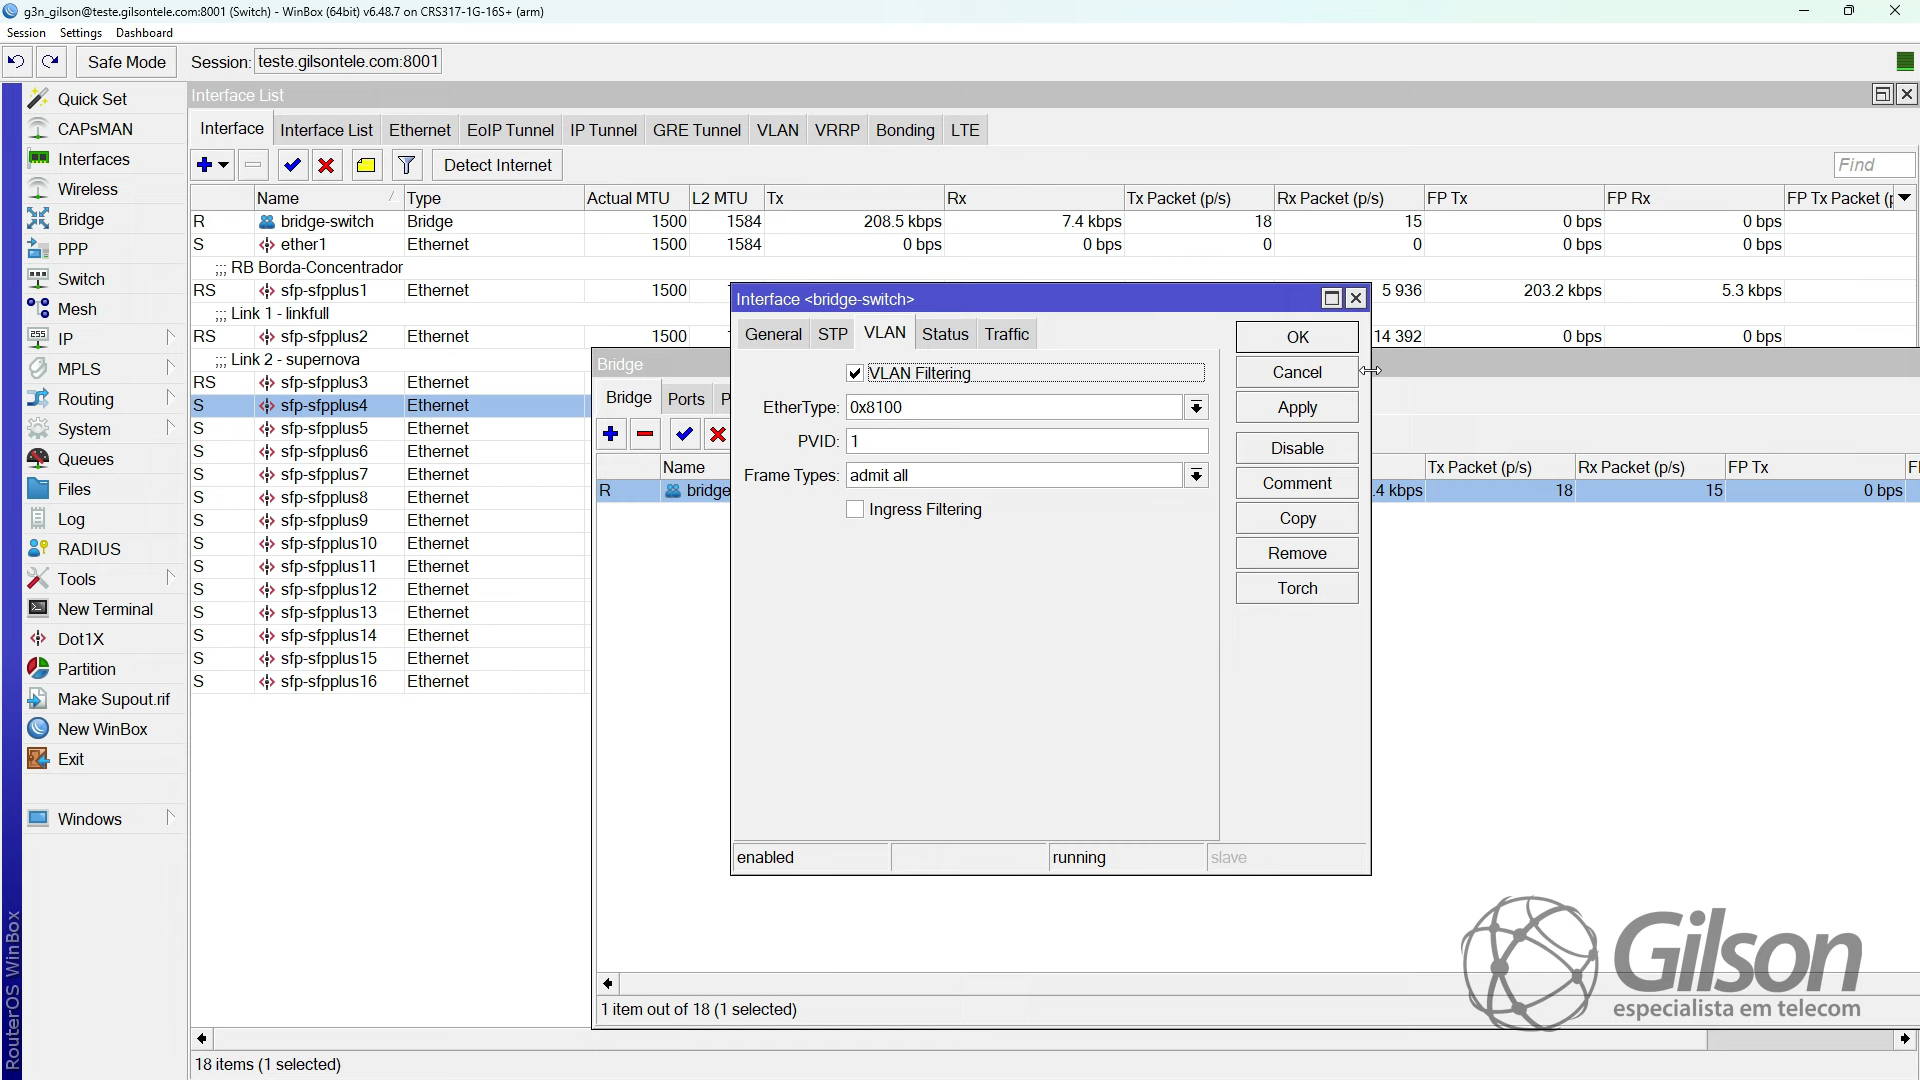 g3n_gilson@teste.gilsontele.com:8001 (Switch) - WinBox (64bit) v6.48.7 on CRS317-1G-16S+ (arm)
Session Settings Dashboard
Safe Mode Session: teste.gilsontele.com:8001
Quick Set
CAPsMAN
Interfaces
Wireless
Bridge
PPP
Switch
Mesh
IP
MPLS
Routing
System
Queues
Files
Log
RADIUS
Tools
New Terminal
Dot1X
Partition
Make Supout.rif
New WinBox
Exit
Windows
RouterOS WinBox
Interface List
Interface Interface List Ethernet EoIP Tunnel IP Tunnel GRE Tunnel VLAN VRRP Bonding LTE
Detect Internet Find
Name Type Actual MTU L2 MTU Tx Rx Tx Packet (p/s) Rx Packet (p/s) FP Tx FP Rx FP Tx Packet (p
R bridge-switch Bridge 1500 1584 208.5 kbps 7.4 kbps 18 15 0 bps 0 bps
S ether1 Ethernet 1500 1584 0 bps 0 bps 0 0 0 bps 0 bps
;;; RB Borda-Concentrador
RS sfp-sfpplus1 Ethernet 1500 5 936 203.2 kbps 5.3 kbps
;;; Link 1 - linkfull
RS sfp-sfpplus2 Ethernet 1500 14 392 0 bps 0 bps
;;; Link 2 - supernova
RS sfp-sfpplus3 Ethernet
S sfp-sfpplus4 Ethernet
S sfp-sfpplus5 Ethernet
S sfp-sfpplus6 Ethernet
S sfp-sfpplus7 Ethernet
S sfp-sfpplus8 Ethernet
S sfp-sfpplus9 Ethernet
S sfp-sfpplus10 Ethernet
S sfp-sfpplus11 Ethernet
S sfp-sfpplus12 Ethernet
S sfp-sfpplus13 Ethernet
S sfp-sfpplus14 Ethernet
S sfp-sfpplus15 Ethernet
S sfp-sfpplus16 Ethernet
18 items (1 selected)
Bridge
Bridge Ports P
Name Tx Packet (p/s) Rx Packet (p/s) FP Tx F
R bridge .4 kbps 18 15 0 bps
1 item out of 18 (1 selected)
Interface <bridge-switch>
General STP VLAN Status Traffic
VLAN Filtering
EtherType: 0x8100
PVID: 1
Frame Types: admit all
Ingress Filtering
OK
Cancel
Apply
Disable
Comment
Copy
Remove
Torch
enabled running slave
Gilson
especialista em telecom